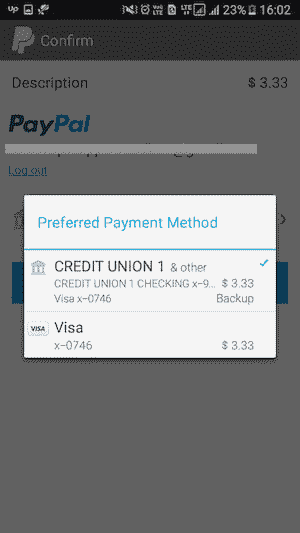 Up 23% 16:02
Confirm
Description $ 3.33
PayPal
Log out
Preferred Payment Method
CREDIT UNION 1 & other
CREDIT UNION 1 CHECKING x-9... $ 3.33
Visa x-0746 Backup
VISA Visa
x-0746 $ 3.33